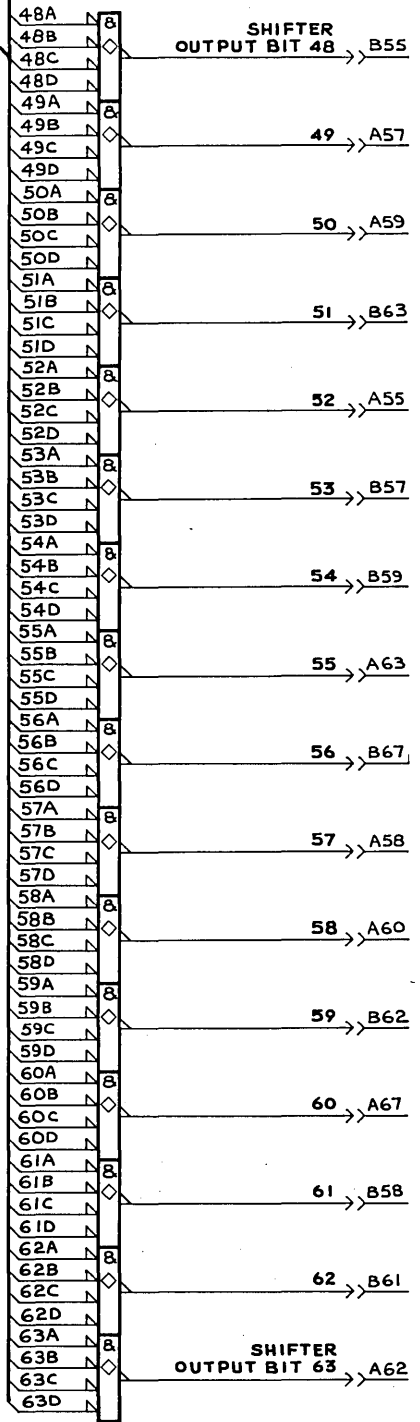 48A
&
48B
SHIFTER
OUTPUT BIT 48 B55
48C
48D
49A
&
49B
49 A57
49C
49D
50A
&
50B
50 A59
50C
50D
51A
&
51B
51 B63
51C
51D
52A
&
52B
52 A55
52C
52D
53A
&
53B
53 B57
53C
53D
54A
&
54B
54 B59
54C
54D
55A
&
55B
55 A63
55C
55D
56A
&
56B
56 B67
56C
56D
57A
&
57B
57 A58
57C
57D
58A
&
58B
58 A60
58C
58D
59A
&
59B
59 B62
59C
59D
60A
&
60B
60 A67
60C
60D
61A
&
61B
61 B58
61C
61D
62A
&
62B
62 B61
62C
62D
63A
&
63B
SHIFTER
OUTPUT BIT 63 A62
63C
63D